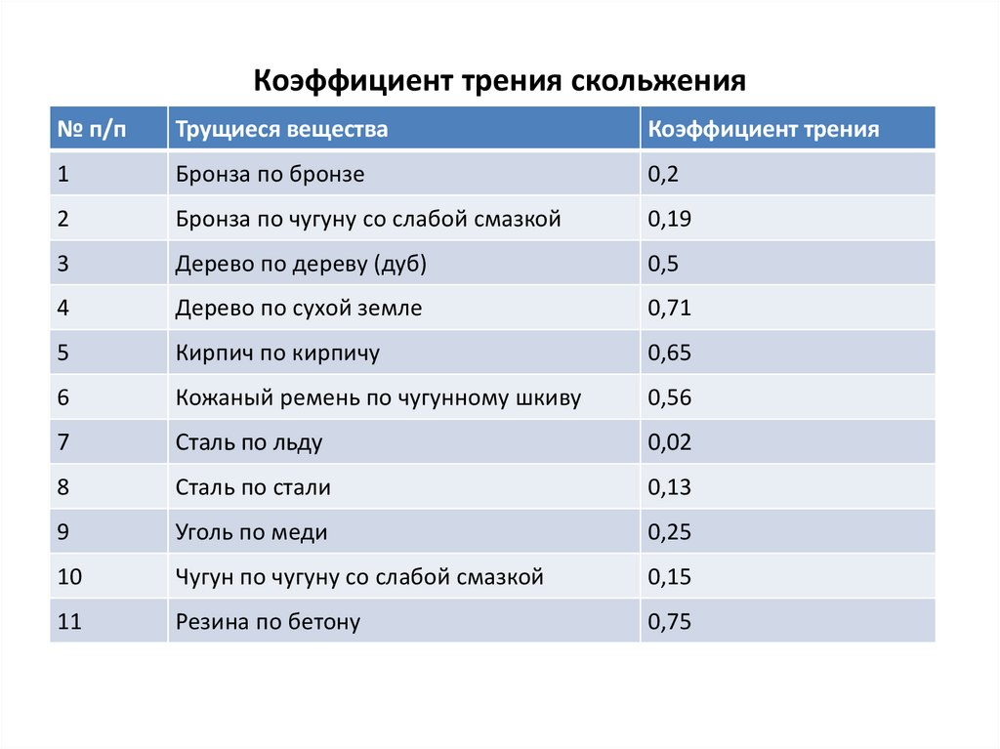 Коэффициент трения скольжения
№ п/п Трущиеся вещества Коэффициент трения
1 Бронза по бронзе 0,2
2 Бронза по чугуну со слабой смазкой 0,19
3 Дерево по дереву (дуб) 0,5
4 Дерево по сухой земле 0,71
5 Кирпич по кирпичу 0,65
6 Кожаный ремень по чугунному шкиву 0,56
7 Сталь по льду 0,02
8 Сталь по стали 0,13
9 Уголь по меди 0,25
10 Чугун по чугуну со слабой смазкой 0,15
11 Резина по бетону 0,75